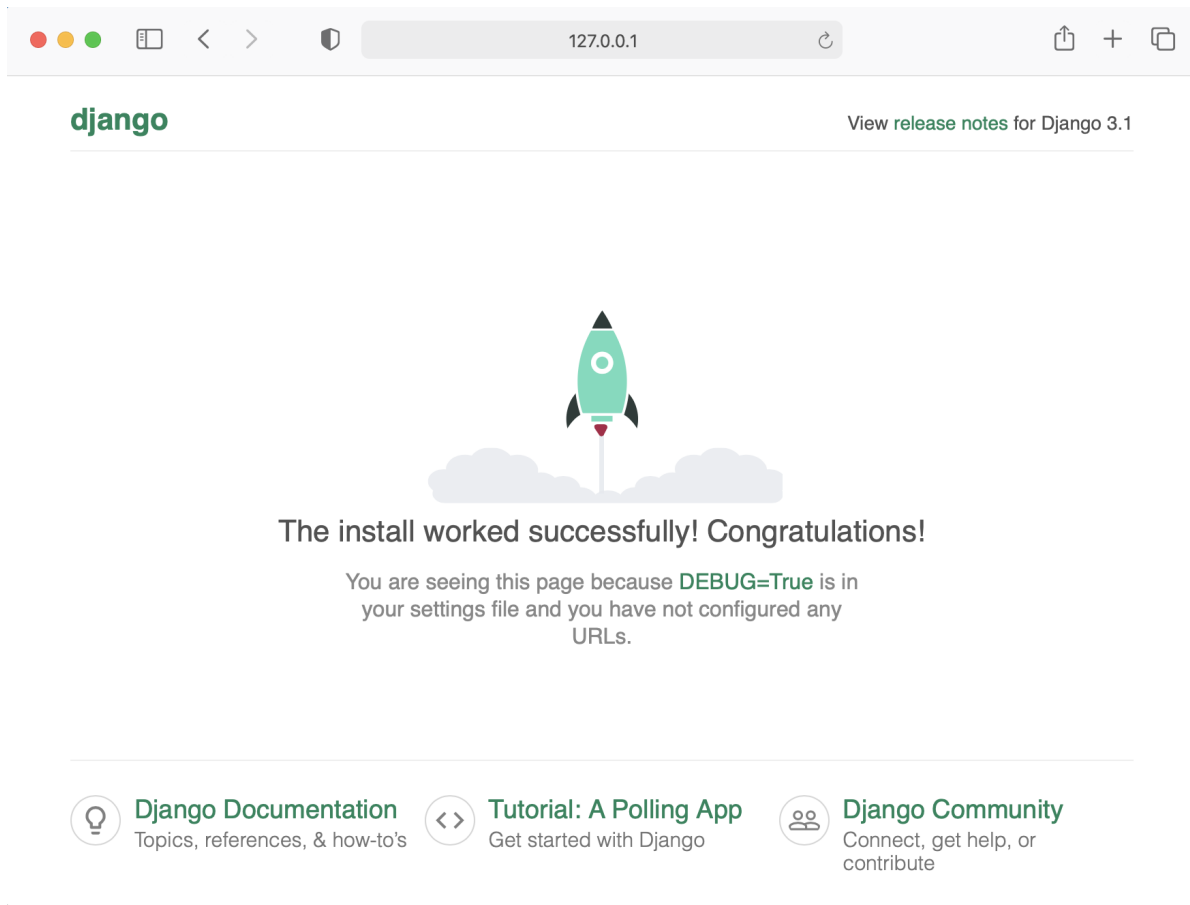 127.0.0.1
django
View release notes for Django 3.1
The install worked successfully! Congratulations!
You are seeing this page because DEBUG=True is in
your settings file and you have not configured any
URLs.
Django Documentation
Topics, references, & how-to’s
Tutorial: A Polling App
Get started with Django
Django Community
Connect, get help, or
contribute